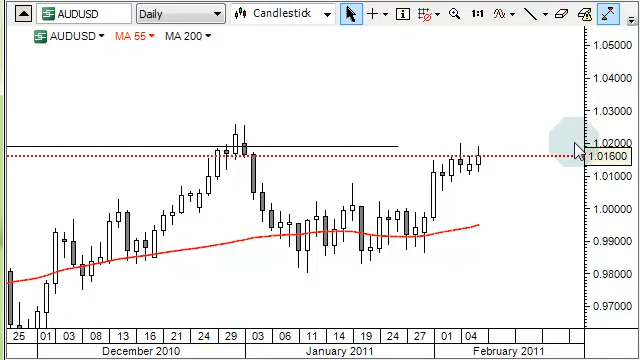 AUDUSD Daily Candlestick 1:1
AUDUSD MA 55 MA 200
1.05000
1.04000
1.03000
1.02000
1.01600
1.01000
1.00000
0.99000
0.98000
0.97000
25 01 03 08 13 16 22 24 29 03 06 11 14 19 24 27 01 04
December 2010 January 2011 February 2011